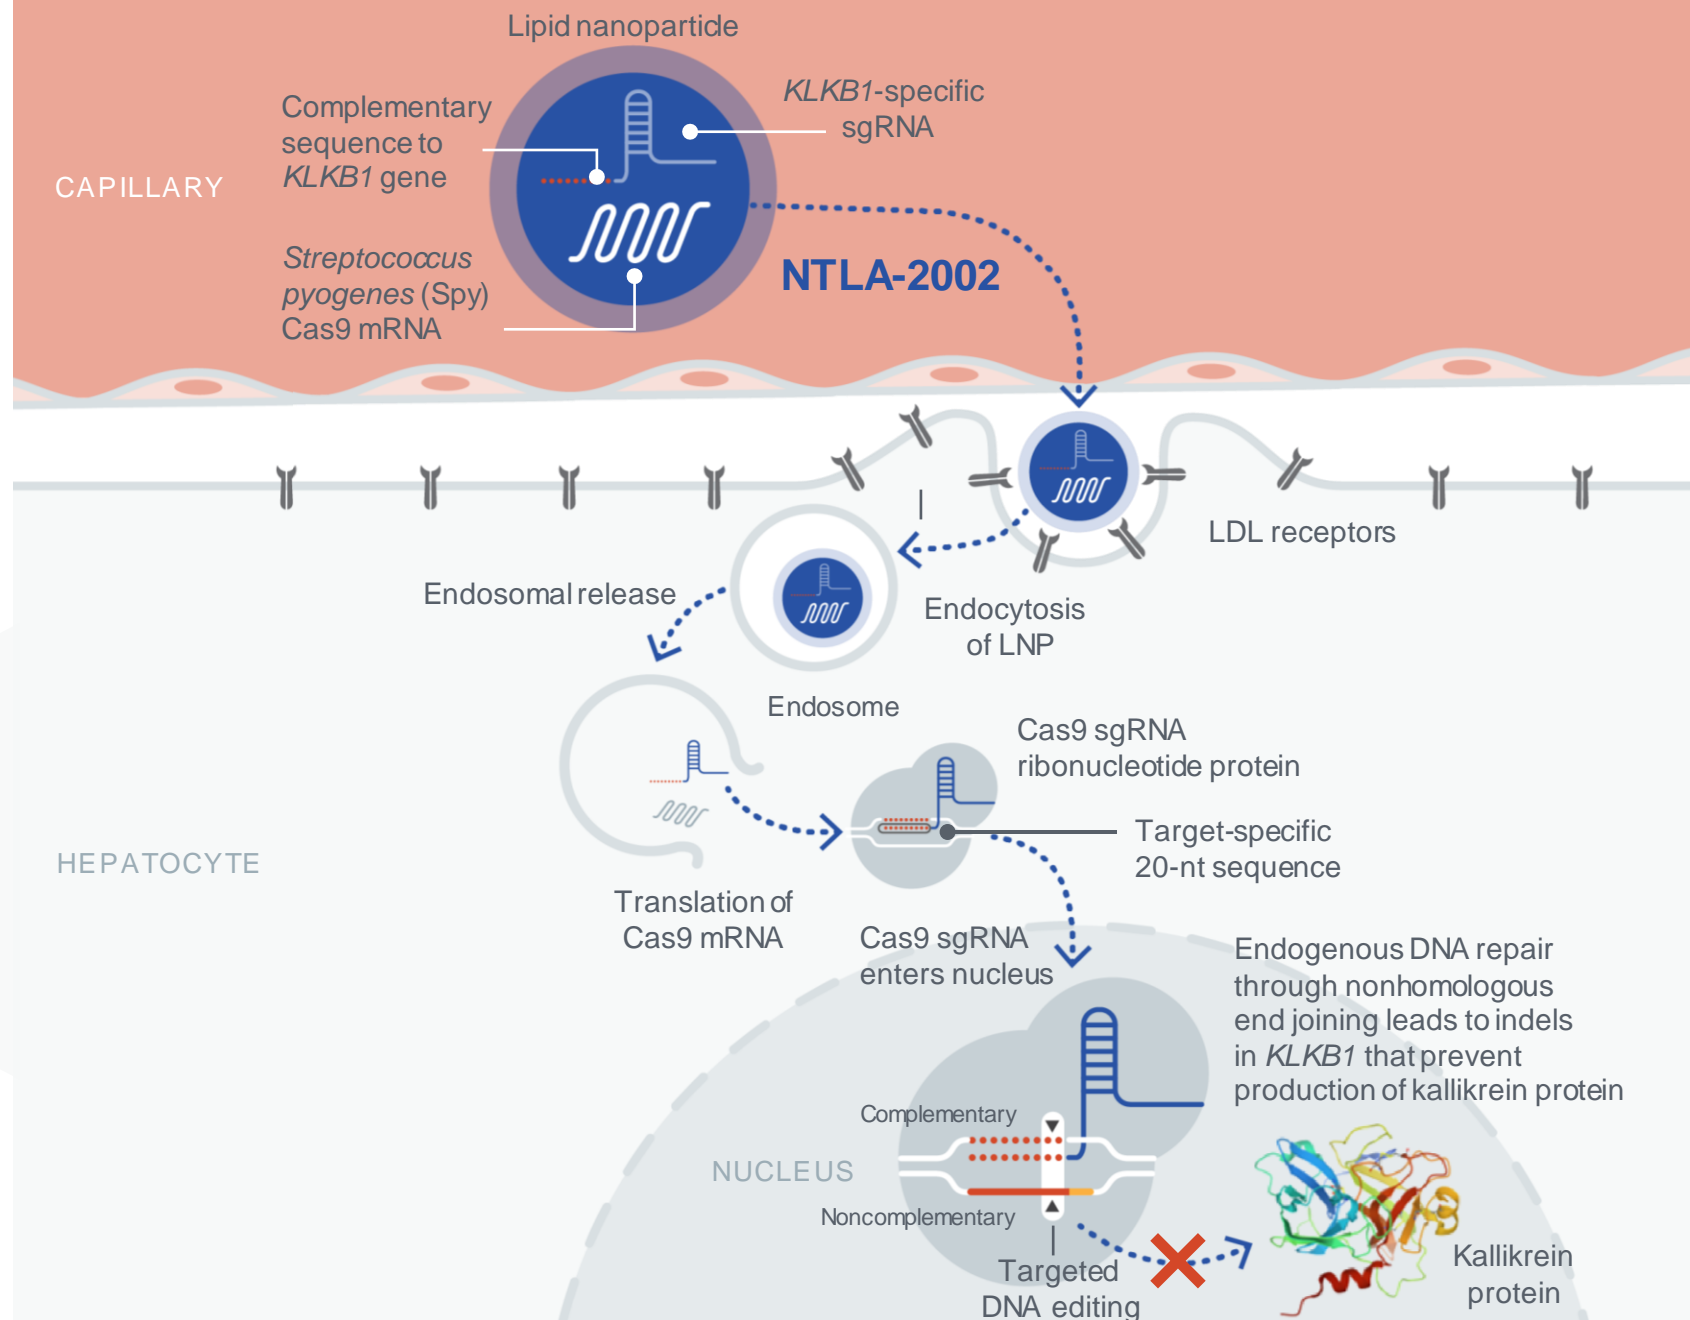 Lipid nanoparticle
Complementary
sequence to
KLKB1 gene
KLKB1-specific
sgRNA
CAPILLARY
Streptococcus
pyogenes (Spy)
Cas9 mRNA
NTLA-2002
LDL receptors
Endosomal release
Endocytosis
of LNP
Endosome
Cas9 sgRNA
ribonucleotide protein
Target-specific
20-nt sequence
HEPATOCYTE
Translation of
Cas9 mRNA
Cas9 sgRNA
enters nucleus
Endogenous DNA repair
through nonhomologous
end joining leads to indels
in KLKB1 that prevent
production of kallikrein protein
Complementary
NUCLEUS
Noncomplementary
Targeted
DNA editing
Kallikrein
protein